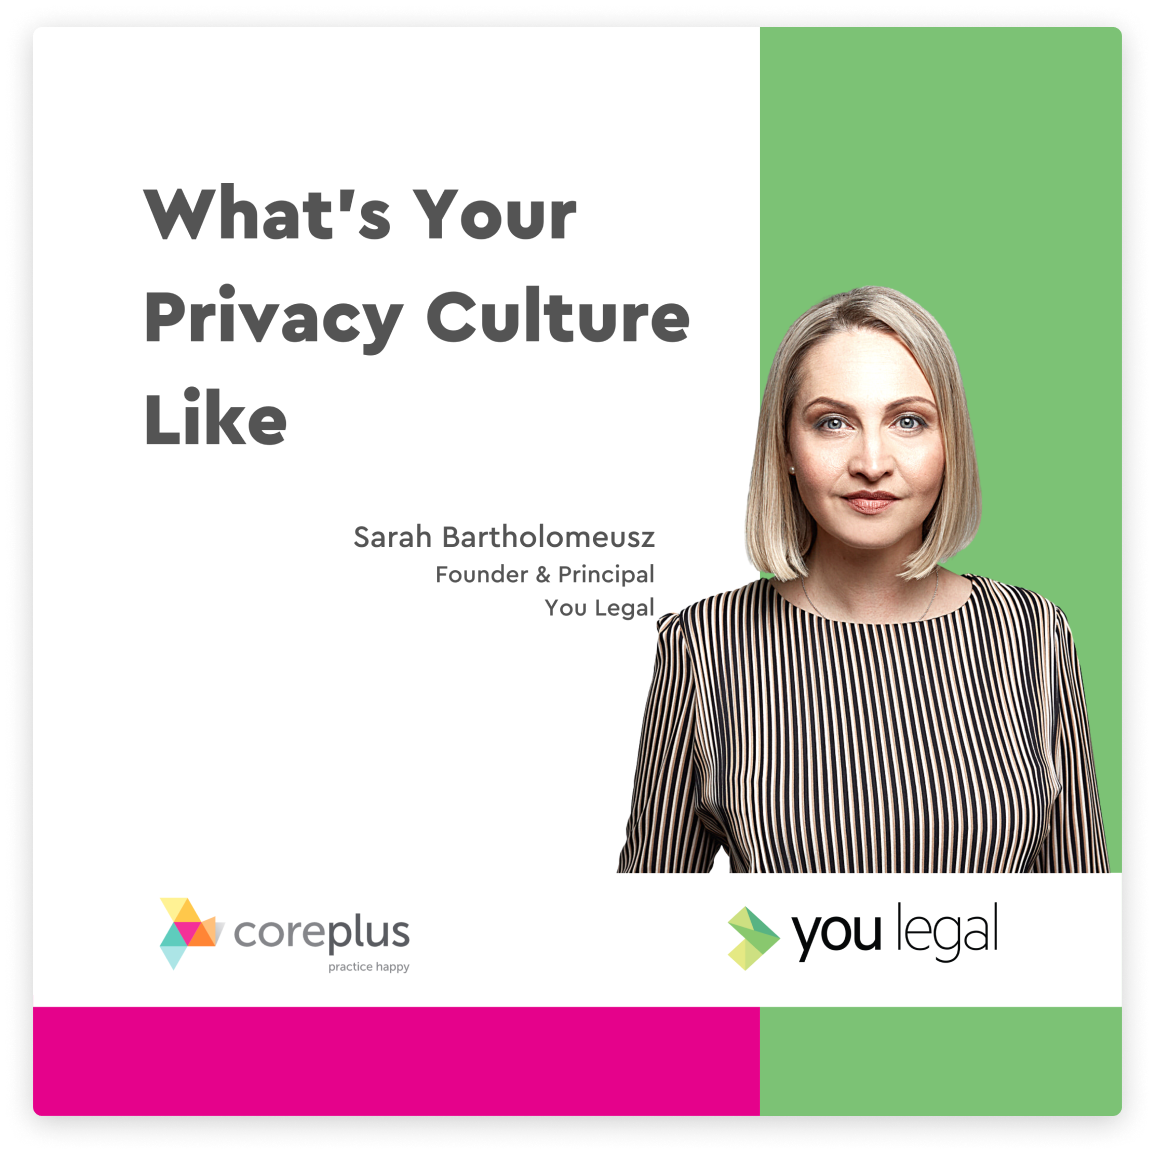 What's Your
Privacy Culture
Like
Sarah Bartholomeusz
Founder & Principal
You Legal
coreplus
practice happy
you legal